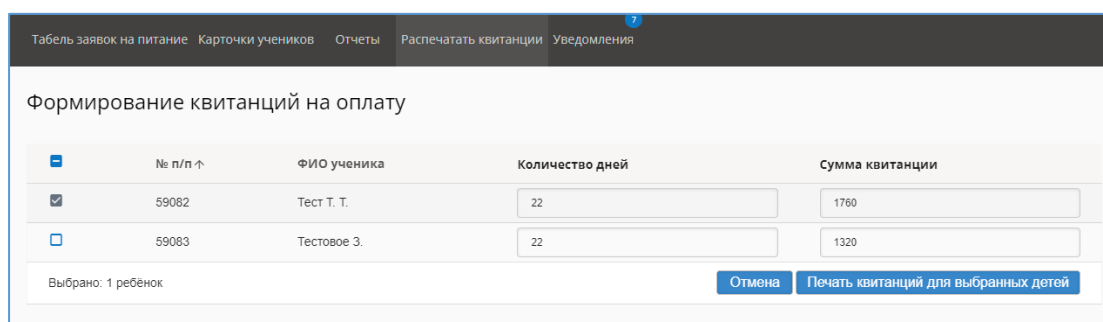 7
Табель заявок на питание Карточки учеников Отчеты Распечатать квитанции Уведомления
Формирование квитанций на оплату
№ п/п ↑ ФИО ученика Количество дней Сумма квитанции
59082 Тест Т. Т. 22 1760
59083 Тестовое З. 22 1320
Выбрано: 1 ребёнок Отмена Печать квитанций для выбранных детей